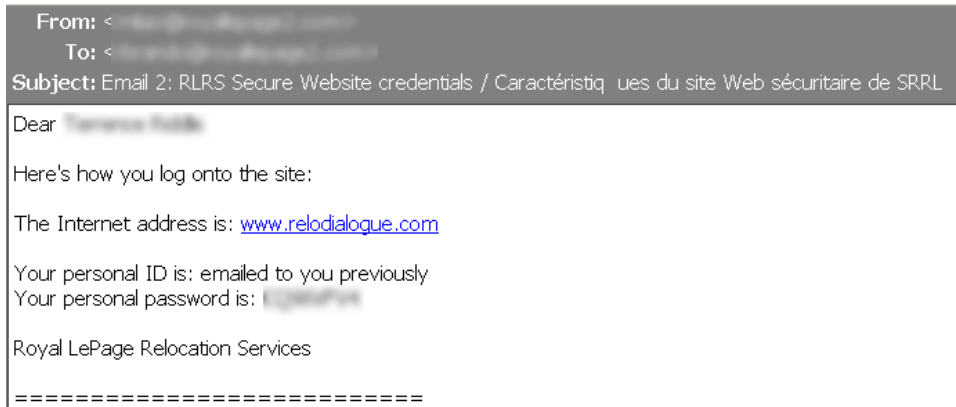 From: <
To: <
Subject: Email 2: RLRS Secure Website credentials / Caractéristiq ues du site Web sécuritaire de SRRL
Dear
Here's how you log onto the site:
The Internet address is: www.relodialogue.com
Your personal ID is: emailed to you previously
Your personal password is:
Royal LePage Relocation Services
===========================